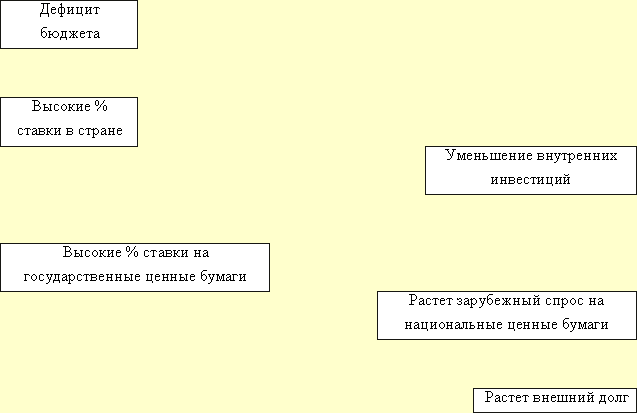 Дефицит
бюджета
Высокие %
ставки в стране
Уменьшение внутренних
инвестиций
Высокие % ставки на
государственные ценные бумаги
Растет зарубежный спрос на
национальные ценные бумаги
Растет внешний долг